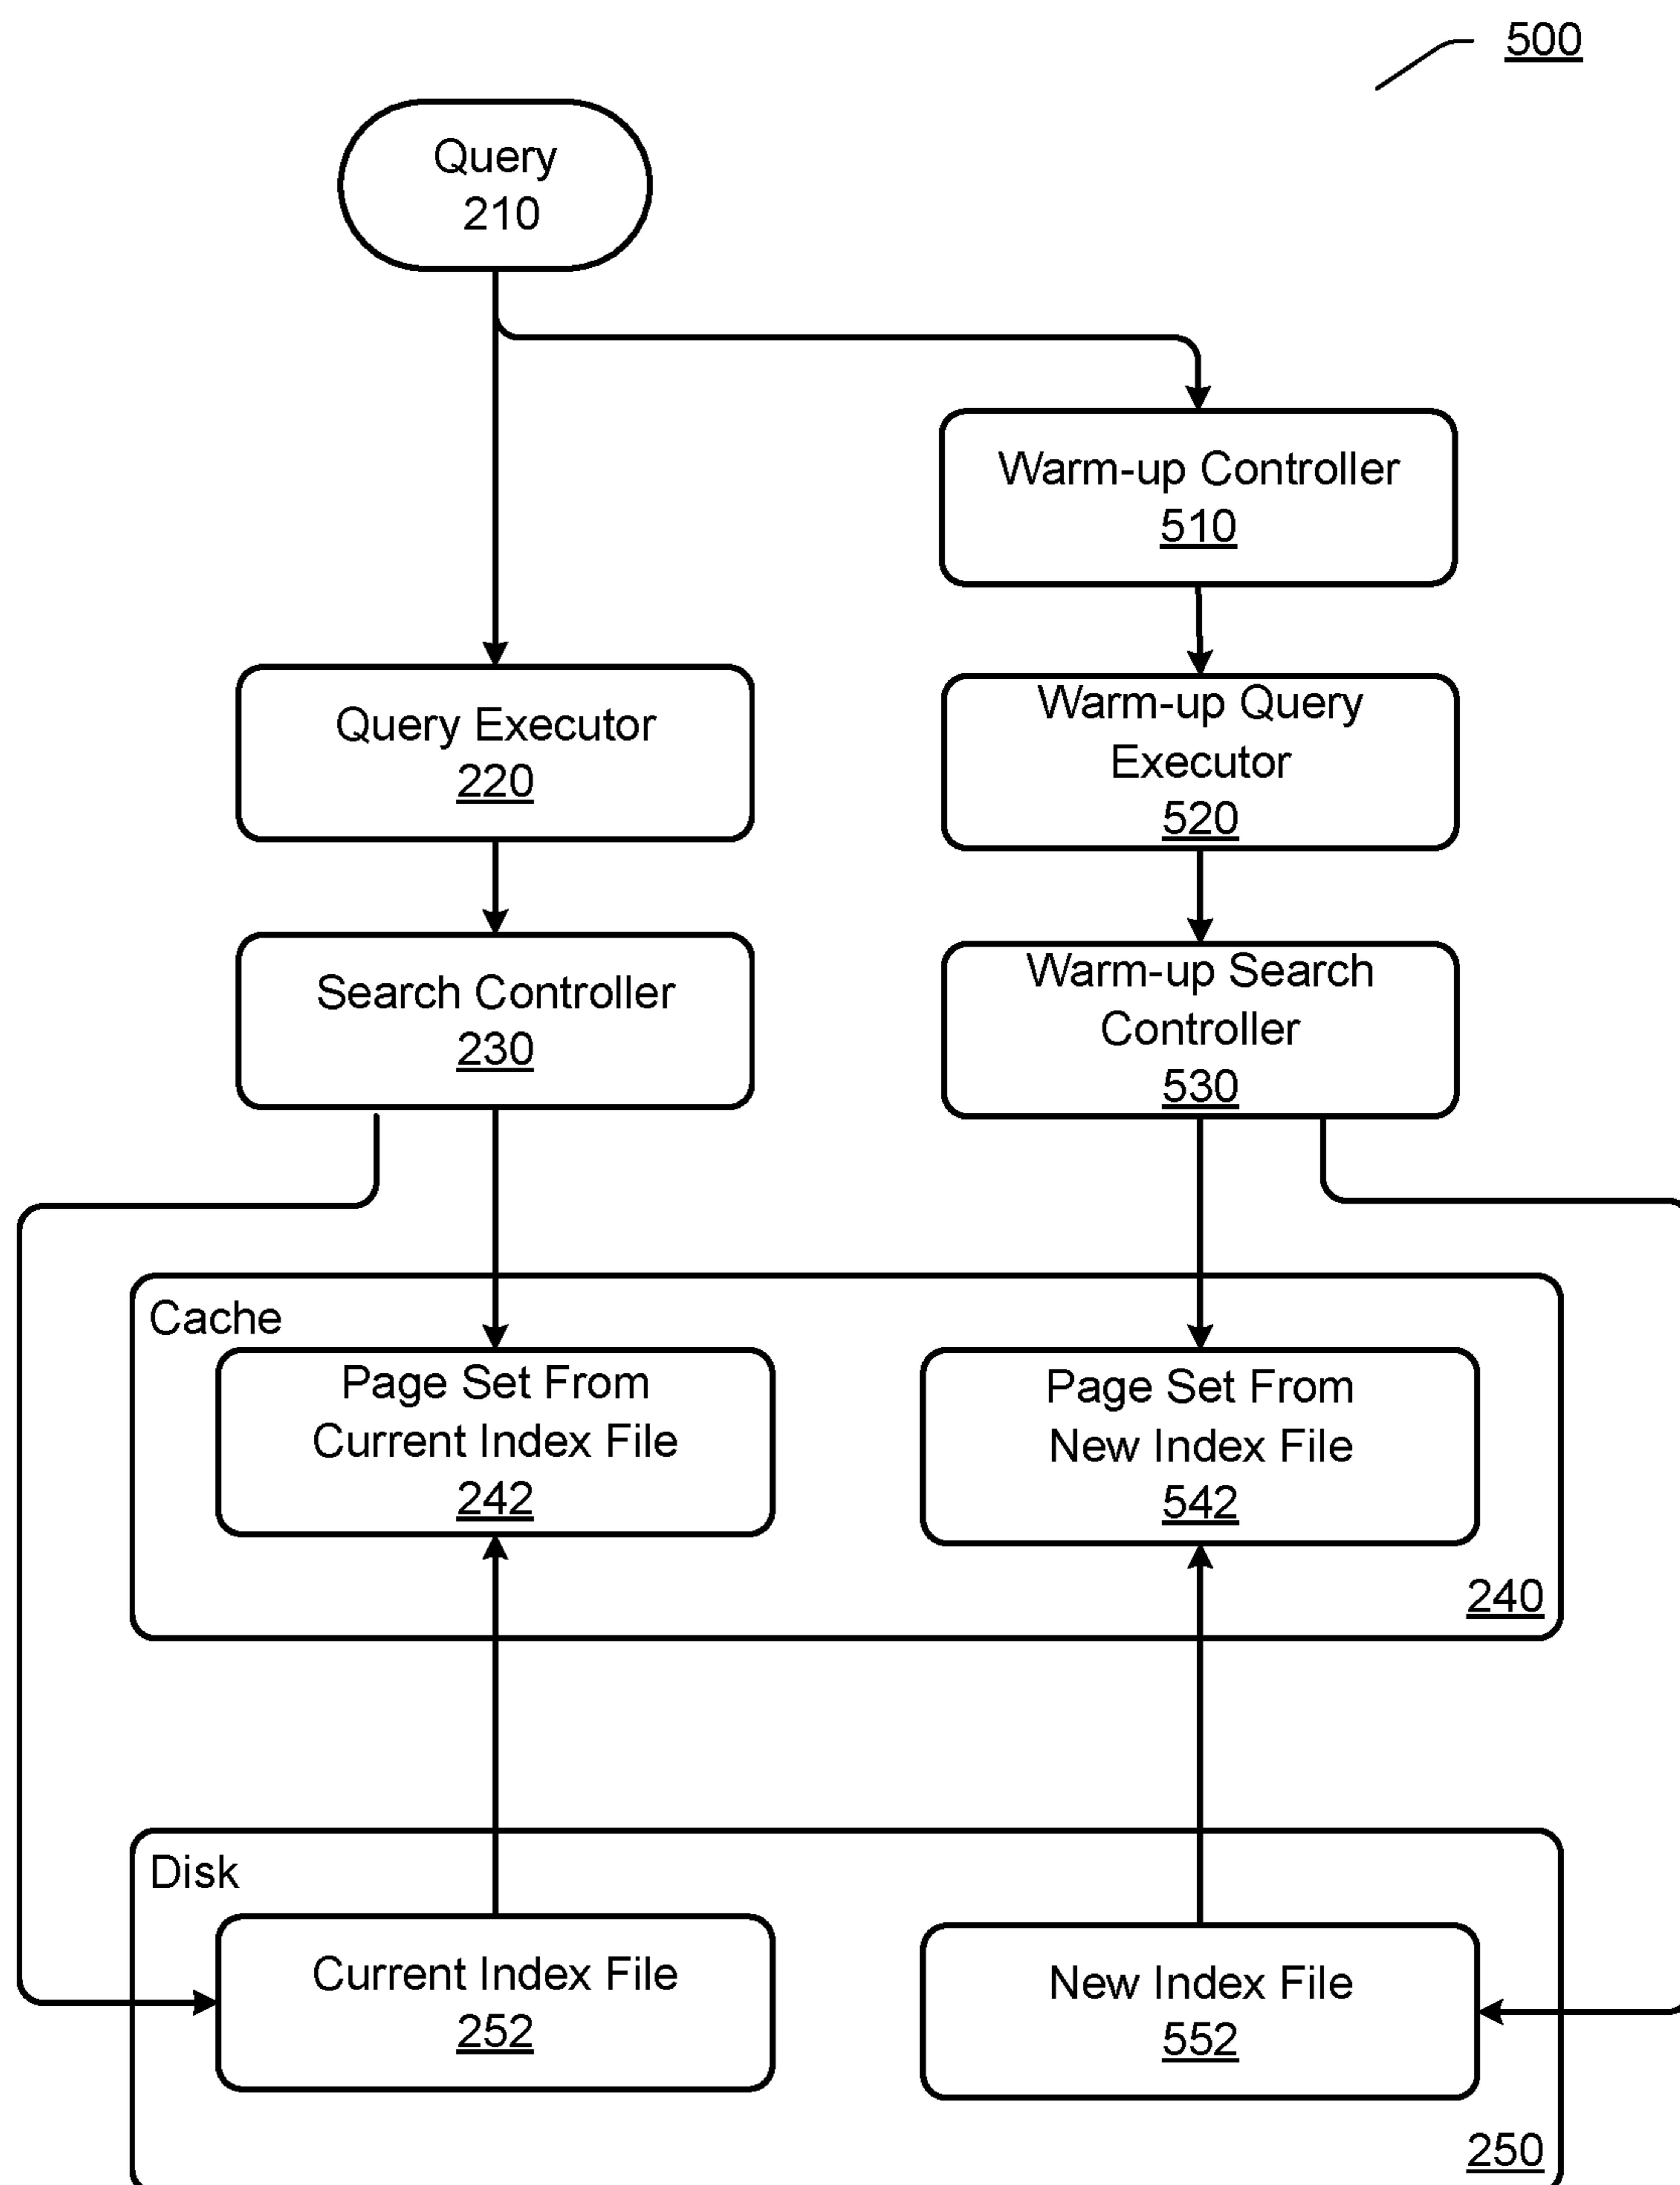 500
Query
210
Warm-up Controller
510
Query Executor
220
Warm-up Query
Executor
520
Search Controller
230
Warm-up Search
Controller
530
Cache
Page Set From
Current Index File
242
Page Set From
New Index File
542
240
Disk
Current Index File
252
New Index File
552
250